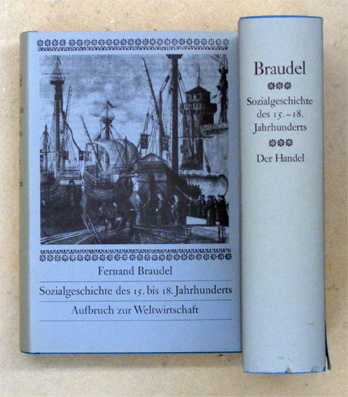 Fernand Braudel
Sozialgeschichte des 15. bis 18. Jahrhunderts
Aufbruch zur Weltwirtschaft
Braudel
Sozialgeschichte
des 15.–18.
Jahrhunderts
Der Handel